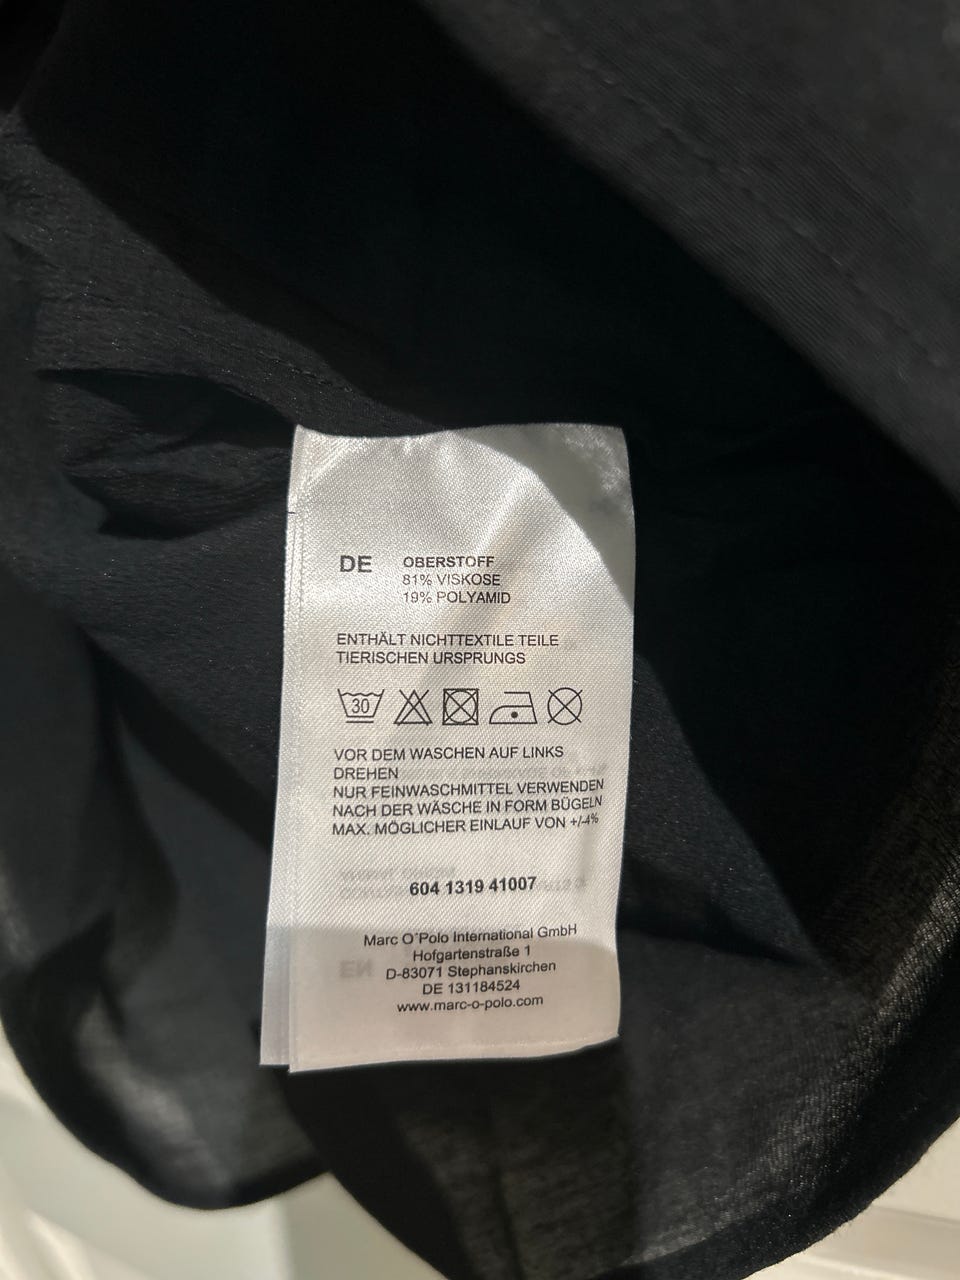 DE OBERSTOFF
81% VISKOSE
19% POLYAMID
ENTHÄLT NICHTTEXTILE TEILE
TIERISCHEN URSPRUNGS
30
VOR DEM WASCHEN AUF LINKS
DREHEN
NUR FEINWASCHMITTEL VERWENDEN
NACH DER WÄSCHE IN FORM BÜGELN
MAX. MÖGLICHER EINLAUF VON +/-4%
604 1319 41007
Marc O´Polo International GmbH
Hofgartenstraße 1
D-83071 Stephanskirchen
DE 131184524
www.marc-o-polo.com